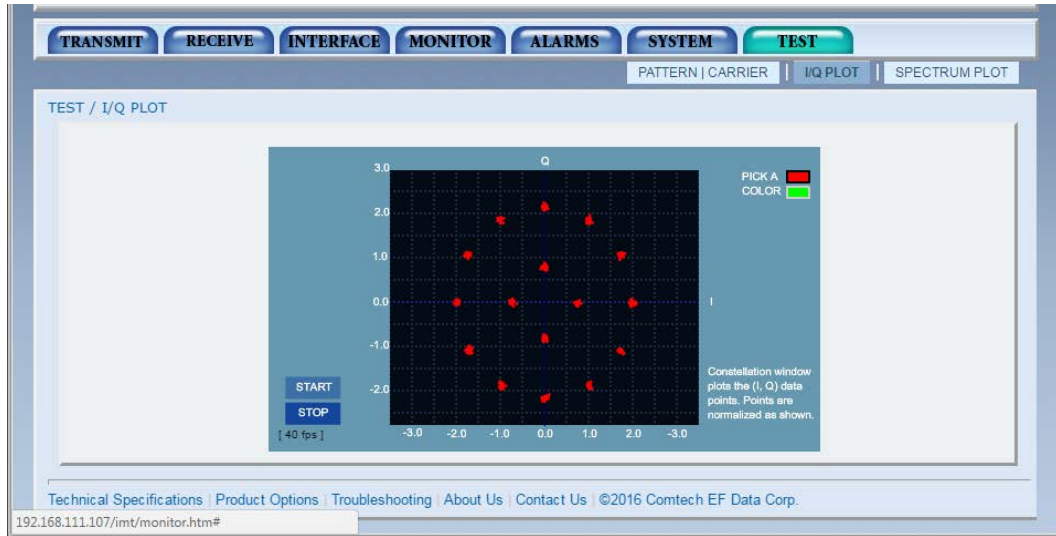 TRANSMIT RECEIVE INTERFACE MONITOR ALARMS SYSTEM TEST
PATTERN | CARRIER I/Q PLOT SPECTRUM PLOT
TEST / I/Q PLOT
Q
3.0
2.0
1.0
0.0
-1.0
-2.0
-3.0 -2.0 -1.0 0.0 1.0 2.0 -3.0
I
PICK A
COLOR
START
STOP
[ 40 fps ]
Constellation window
plots the (I, Q) data
points. Points are
normalized as shown.
Technical Specifications | Product Options | Troubleshooting | About Us | Contact Us | ©2016 Comtech EF Data Corp.
192.168.111.107/imt/monitor.htm#